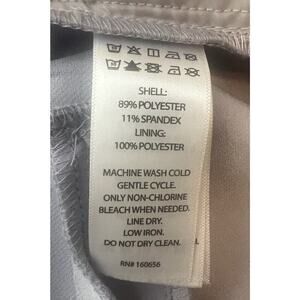 SHELL:
89% POLYESTER
11% SPANDEX
LINING:
100% POLYESTER
MACHINE WASH COLD
GENTLE CYCLE.
ONLY NON-CHLORINE
BLEACH WHEN NEEDED.
LINE DRY.
LOW IRON.
DO NOT DRY CLEAN.
L
RN# 160656